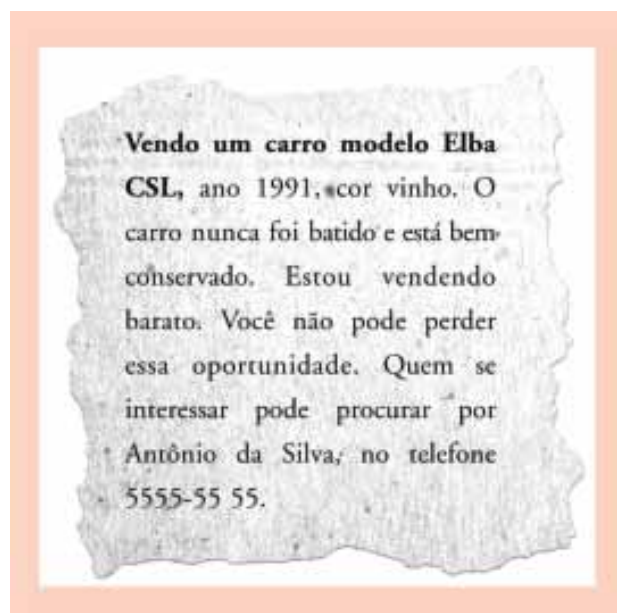 Vendo um carro modelo Elba
CSL, ano 1991, cor vinho. O
carro nunca foi batido e está bem
conservado. Estou vendendo
barato. Você não pode perder
essa oportunidade. Quem se
interessar pode procurar por
Antônio da Silva, no telefone
5555-55 55.